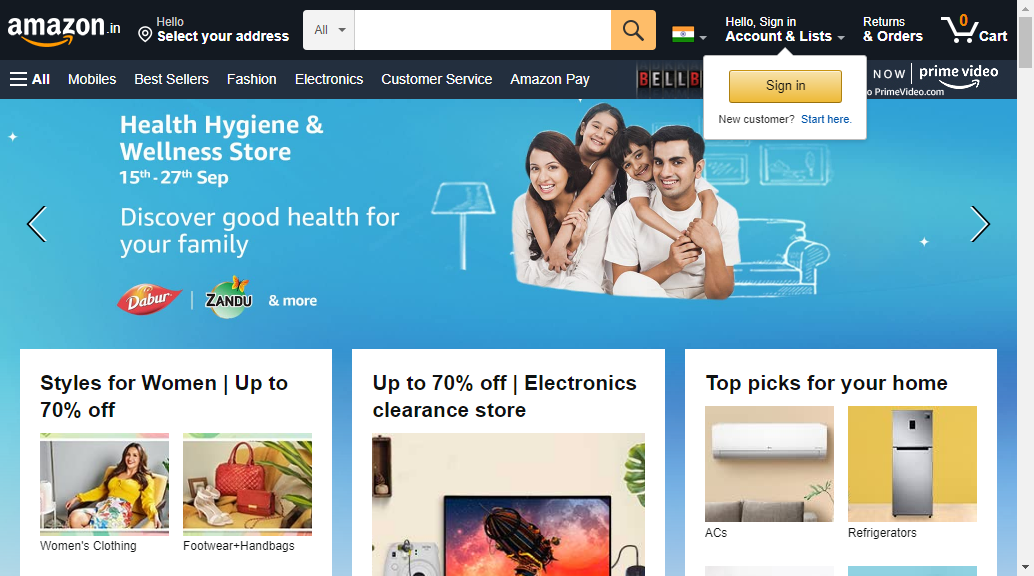 amazon.in
Hello
Select your address
All
Hello, Sign in
Account & Lists
Returns
& Orders
0
Cart
All
Mobiles
Best Sellers
Fashion
Electronics
Customer Service
Amazon Pay
NOW
prime video
PrimeVideo.com
Sign in
New customer? Start here.
Health Hygiene &
Wellness Store
15th - 27th Sep
Discover good health for
your family
Dabur
ZANDU
& more
Styles for Women | Up to
70% off
Women's Clothing
Footwear+Handbags
Up to 70% off | Electronics
clearance store
Top picks for your home
ACs
Refrigerators